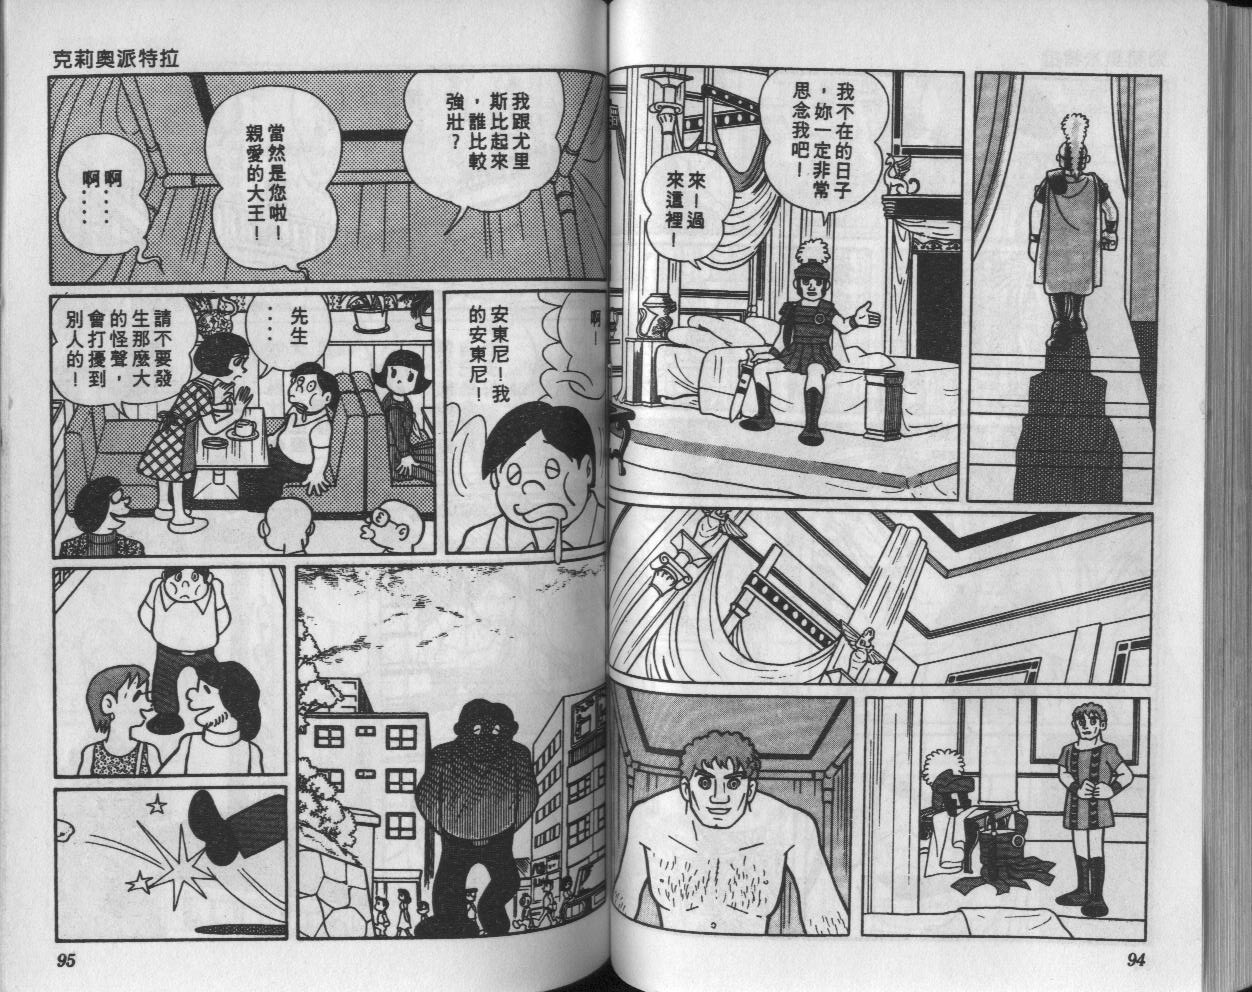 克莉奧派特拉
我不在的日子
，妳一定非常
思念我吧！
來－過
來這裡！
94
我跟尤里
斯比起來
，誰比較
強壯？
當然是您啦！
親愛的大王！
啊⋯⋯
啊⋯⋯
啊！
安東尼！我
的安東尼！
先生
⋯⋯
請不要發
生那麼大
的怪聲，
會打擾到
別人的！
95